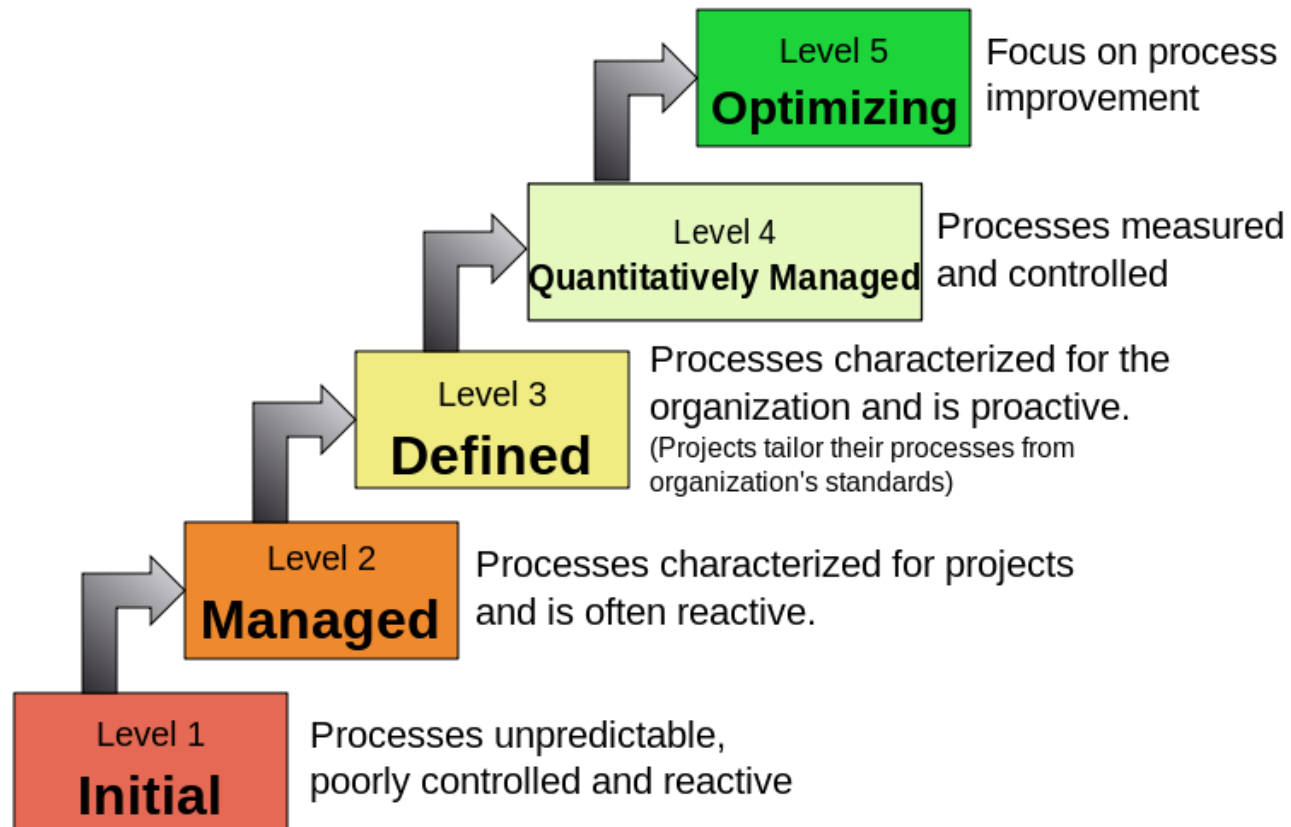 Level 5
Optimizing
Focus on process
improvement
Level 4
Quantitatively Managed
Processes measured
and controlled
Level 3
Defined
Processes characterized for the
organization and is proactive.
(Projects tailor their processes from
organization's standards)
Level 2
Managed
Processes characterized for projects
and is often reactive.
Level 1
Initial
Processes unpredictable,
poorly controlled and reactive